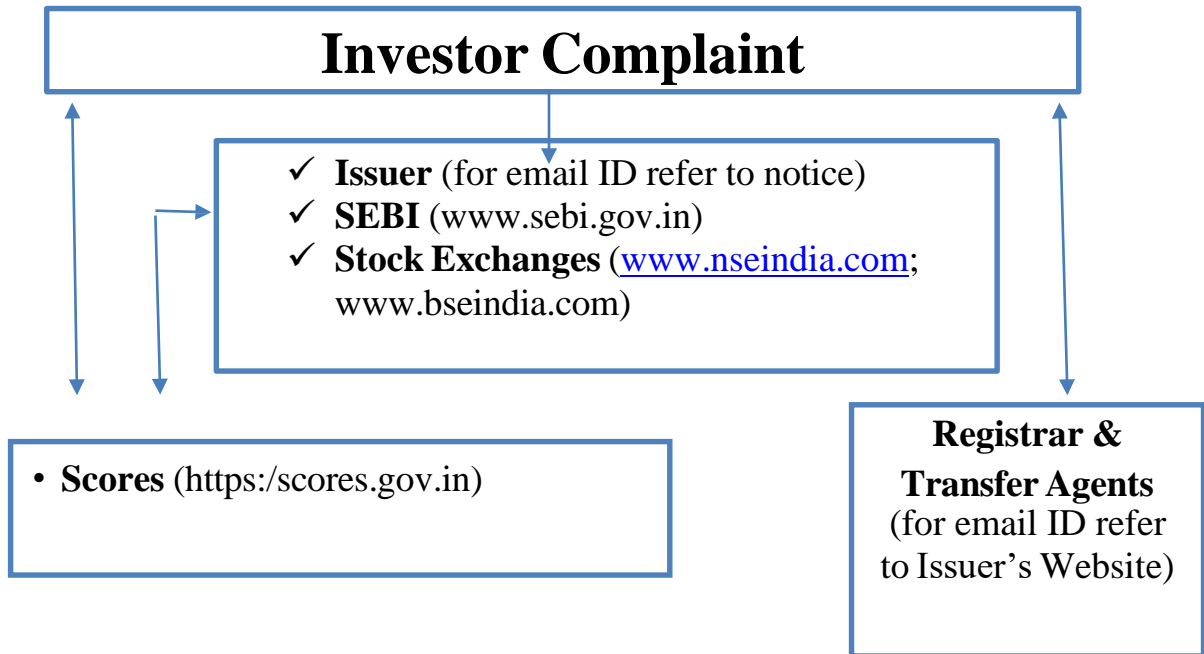 Investor Complaint
✓ Issuer (for email ID refer to notice)
✓ SEBI (www.sebi.gov.in)
✓ Stock Exchanges (www.nseindia.com;
www.bseindia.com)
• Scores (https:/scores.gov.in)
Registrar &
Transfer Agents
(for email ID refer
to Issuer’s Website)